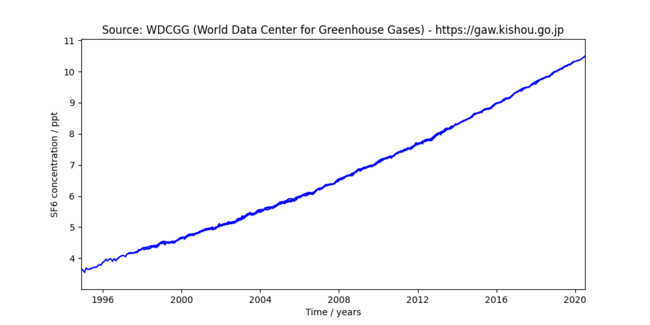 Source: WDCGG (World Data Center for Greenhouse Gases) - https://gaw.kishou.go.jp
SF6 concentration / ppt
11
10
9
8
7
6
5
4
1996 2000 2004 2008 2012 2016 2020
Time / years